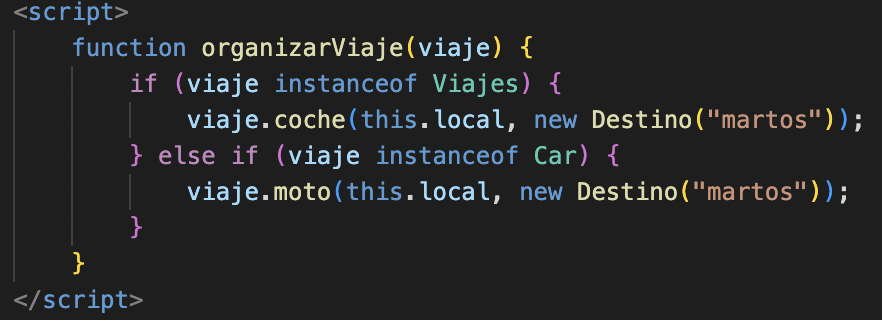 <script>
function organizarViaje(viaje) {
if (viaje instanceof Viajes) {
viaje.coche(this.local, new Destino("martos"));
} else if (viaje instanceof Car) {
viaje.moto(this.local, new Destino("martos"));
}
}
</script>